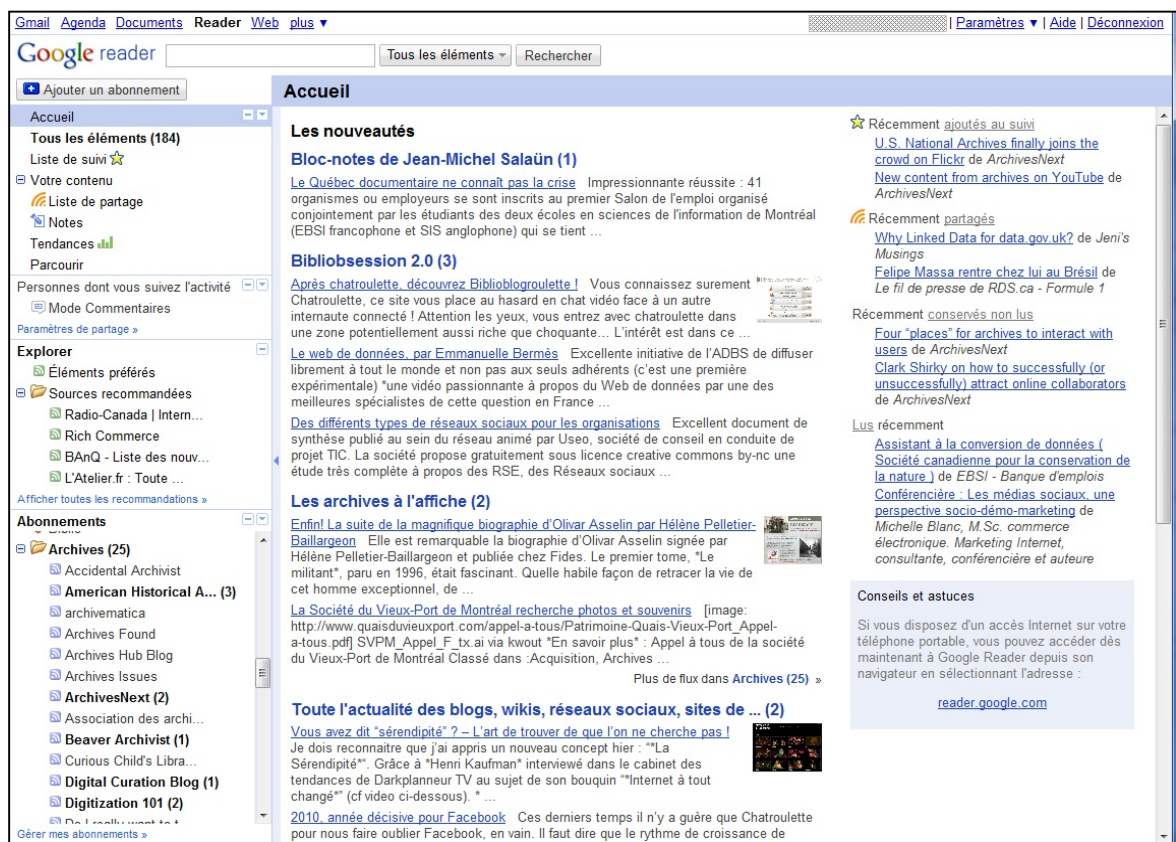 Gmail Agenda Documents Reader Web plus ▼
| Paramètres ▼ | Aide | Déconnexion
Google reader
Tous les éléments
Rechercher
Ajouter un abonnement
Accueil
Tous les éléments (184)
Liste de suivi
Votre contenu
Liste de partage
Notes
Tendances
Parcourir
Personnes dont vous suivez l'activité
Mode Commentaires
Paramètres de partage »
Explorer
Éléments préférés
Sources recommandées
Radio-Canada | Intern...
Rich Commerce
BAnQ - Liste des nouv...
L'Atelier.fr : Toute ...
Afficher toutes les recommandations »
Abonnements
Archives (25)
Accidental Archivist
American Historical A... (3)
archivematica
Archives Found
Archives Hub Blog
Archives Issues
ArchivesNext (2)
Association des archi...
Beaver Archivist (1)
Curious Child's Libra...
Digital Curation Blog (1)
Digitization 101 (2)
Do I really want to t...
Gérer mes abonnements »
Accueil
Les nouveautés
Bloc-notes de Jean-Michel Salaün (1)
Le Québec documentaire ne connaît pas la crise Impressionnante réussite : 41
organismes ou employeurs se sont inscrits au premier Salon de l'emploi organisé
conjointement par les étudiants des deux écoles en sciences de l'information de Montréal
(EBSI francophone et SIS anglophone) qui se tient ...
Bibliobsession 2.0 (3)
Après chatroulette, découvrez Biblioblogroulette ! Vous connaissez surement
Chatroulette, ce site vous place au hasard en chat vidéo face à un autre
internaute connecté ! Attention les yeux, vous entrez avec chatroulette dans
une zone potentiellement aussi riche que choquante… L'intérêt est dans ce ...
Le web de données, par Emmanuelle Bermès Excellente initiative de l'ADBS de diffuser
librement à tout le monde et non pas aux seuls adhérents (c'est une première
expérimentale) *une vidéo passionnante à propos du Web de données par une des
meilleures spécialistes de cette question en France ...
Des différents types de réseaux sociaux pour les organisations Excellent document de
synthèse publié au sein du réseau animé par Useo, société de conseil en conduite de
projet TIC. La société propose gratuitement sous licence creative commons by-nc une
étude très complète à propos des RSE, des Réseaux sociaux ...
Les archives à l'affiche (2)
Enfin! La suite de la magnifique biographie d'Olivar Asselin par Hélène Pelletier-
Baillargeon Elle est remarquable la biographie d'Olivar Asselin signée par
Hélène Pelletier-Baillargeon et publiée chez Fides. Le premier tome, *Le
militant*, paru en 1996, était fascinant. Quelle habile façon de retracer la vie de
cet homme exceptionnel, de ...
La Société du Vieux-Port de Montréal recherche photos et souvenirs [image:
http://www.quaisduvieuxport.com/appel-a-tous/Patrimoine-Quais-Vieux-Port_Appel-
a-tous.pdf] SVPM_Appel_F_tx.ai via kwout *En savoir plus* : Appel à tous de la société
du Vieux-Port de Montréal Classé dans :Acquisition, Archives ...
Plus de flux dans Archives (25) »
Toute l'actualité des blogs, wikis, réseaux sociaux, sites de ... (2)
Vous avez dit “sérendipité” ? – L'art de trouver de que l'on ne cherche pas !
Je dois reconnaitre que j'ai appris un nouveau concept hier : “*La
Sérendipité*“. Grâce à *Henri Kaufman* interviewé dans le cabinet des
tendances de Darkplanneur TV au sujet de son bouquin “*Internet à tout
changé*” (cf video ci-dessous). * ...
2010, année décisive pour Facebook Ces derniers temps il n'y a guère que Chatroulette
pour nous faire oublier Facebook, en vain. Il faut dire que le rythme de croissance de
Récemment ajoutés au suivi
U.S. National Archives finally joins the
crowd on Flickr de ArchivesNext
New content from archives on YouTube de
ArchivesNext
Récemment partagés
Why Linked Data for data.gov.uk? de Jeni's
Musings
Felipe Massa rentre chez lui au Brésil de
Le fil de presse de RDS.ca - Formule 1
Récemment conservés non lus
Four “places” for archives to interact with
users de ArchivesNext
Clark Shirky on how to successfully (or
unsuccessfully) attract online collaborators
de ArchivesNext
Lus récemment
Assistant à la conversion de données (
Société canadienne pour la conservation de
la nature ) de EBSI - Banque d'emplois
Conférencière : Les médias sociaux, une
perspective socio-démo-marketing de
Michelle Blanc, M.Sc. commerce
électronique. Marketing Internet,
consultante, conférencière et auteure
Conseils et astuces
Si vous disposez d'un accès Internet sur votre
téléphone portable, vous pouvez accéder dès
maintenant à Google Reader depuis son
navigateur en sélectionnant l'adresse :
reader.google.com